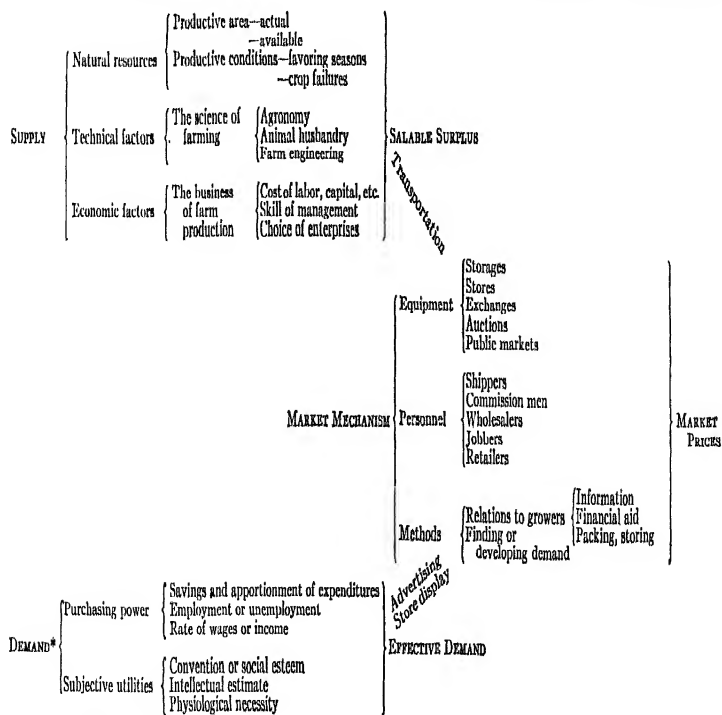 Productive area—actual
—available
Natural resources
Productive conditions—favoring seasons
—crop failures
SUPPLY
Technical factors
The science of
farming
Agronomy
Animal husbandry
Farm engineering
SALABLE SURPLUS
Economic factors
The business
of farm
production
Cost of labor, capital, etc.
Skill of management
Choice of enterprises
Transportation
MARKET MECHANISM
Equipment
Storages
Stores
Exchanges
Auctions
Public markets
Personnel
Shippers
Commission men
Wholesalers
Jobbers
Retailers
MARKET
PRICES
Methods
Relations to growers
Finding or
developing demand
Information
Financial aid
Packing, storing
Advertising
Store display
DEMAND*
Purchasing power
Savings and apportionment of expenditures
Employment or unemployment
Rate of wages or income
EFFECTIVE DEMAND
Subjective utilities
Convention or social esteem
Intellectual estimate
Physiological necessity